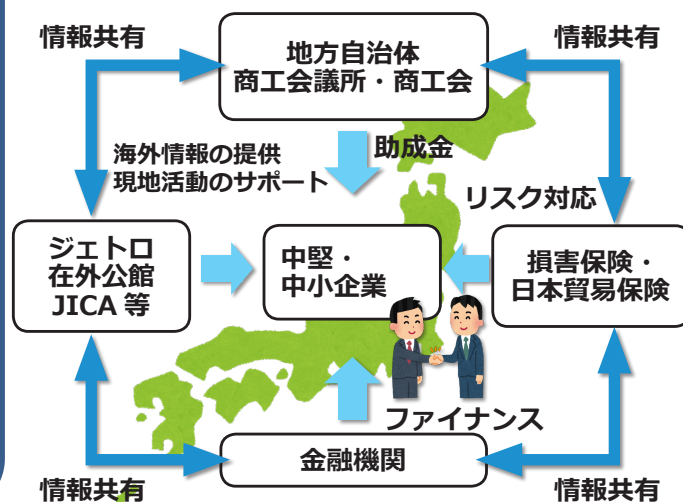 情報共有
地方自治体
商工会議所・商工会
情報共有
海外情報の提供
現地活動のサポート
助成金
リスク対応
ジェトロ
在外公館
JICA 等
中堅・
中小企業
損害保険・
日本貿易保険
ファイナンス
金融機関
情報共有
情報共有